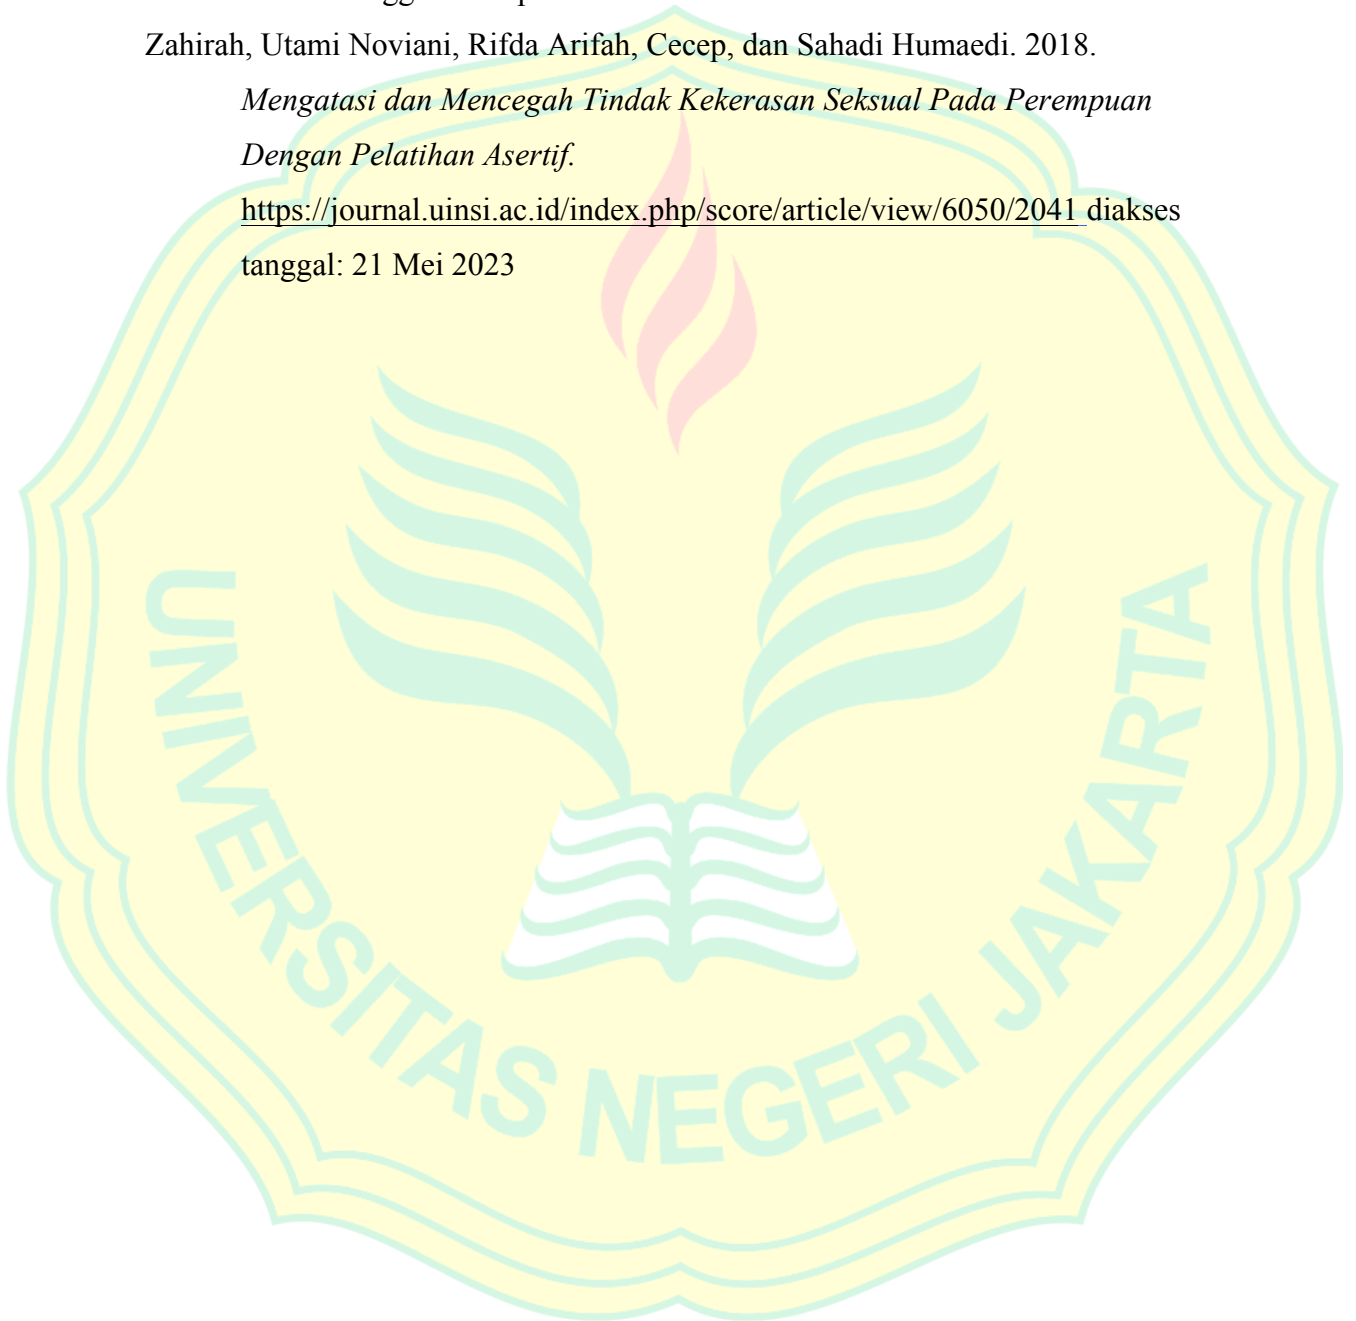 Zahirah, Utami Noviani, Rifda Arifah, Cecep, dan Sahadi Humaedi. 2018.
Mengatasi dan Mencegah Tindak Kekerasan Seksual Pada Perempuan
Dengan Pelatihan Asertif.
https://journal.uinsi.ac.id/index.php/score/article/view/6050/2041 diakses
tanggal: 21 Mei 2023
UNIVERSITAS NEGERI JAKARTA